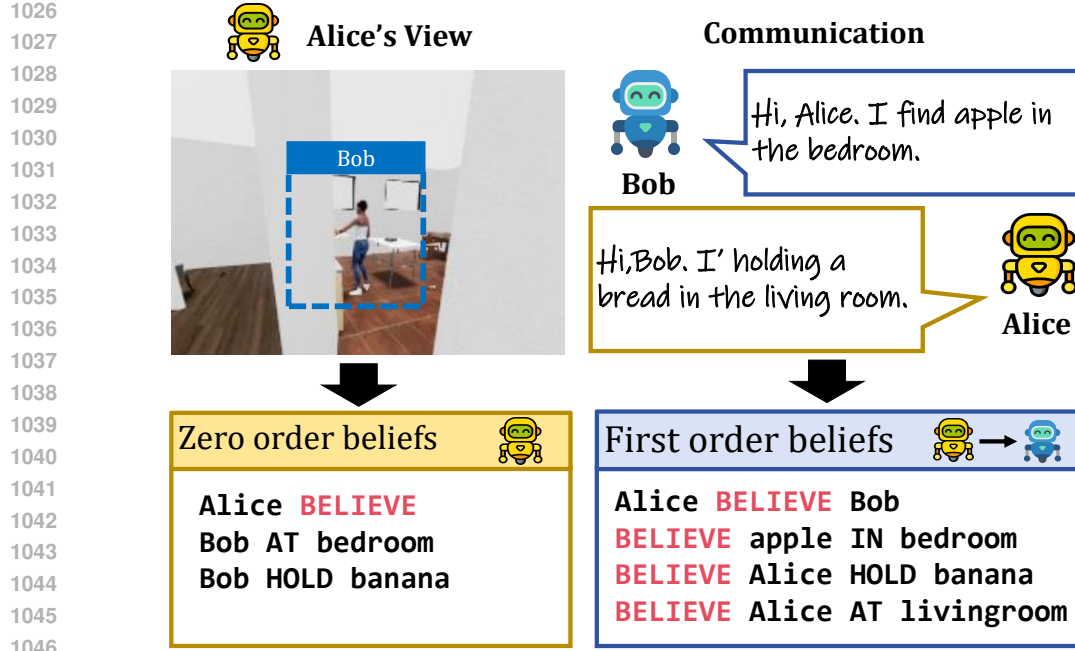 1026
1027
1028
1029
1030
1031
1032
1033
1034
1035
1036
1037
1038
1039
1040
1041
1042
1043
1044
1045
1046
Alice's View
Bob
Communication
Hi, Alice. I find apple in
the bedroom.
Bob
Hi,Bob. I' holding a
bread in the living room.
Alice
Zero order beliefs
Alice BELIEVE
Bob AT bedroom
Bob HOLD banana
First order beliefs
Alice BELIEVE Bob
BELIEVE apple IN bedroom
BELIEVE Alice HOLD banana
BELIEVE Alice AT livingroom